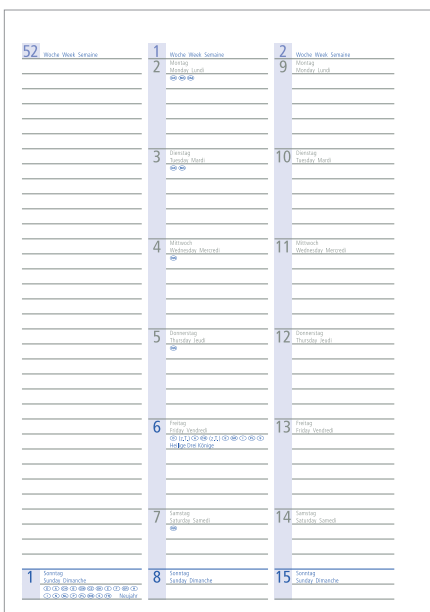 52 Woche Week Semaine
1
Sonntag
Sunday Dimanche
Neujahr
1 Woche Week Semaine
2 Montag
Monday Lundi
3 Dienstag
Tuesday Mardi
4 Mittwoch
Wednesday Mercredi
5 Donnerstag
Thursday Jeudi
6 Freitag
Friday Vendredi
Heilige Drei Könige
7 Samstag
Saturday Samedi
8 Sonntag
Sunday Dimanche
2 Woche Week Semaine
9 Montag
Monday Lundi
10 Dienstag
Tuesday Mardi
11 Mittwoch
Wednesday Mercredi
12 Donnerstag
Thursday Jeudi
13 Freitag
Friday Vendredi
14 Samstag
Saturday Samedi
15 Sonntag
Sunday Dimanche